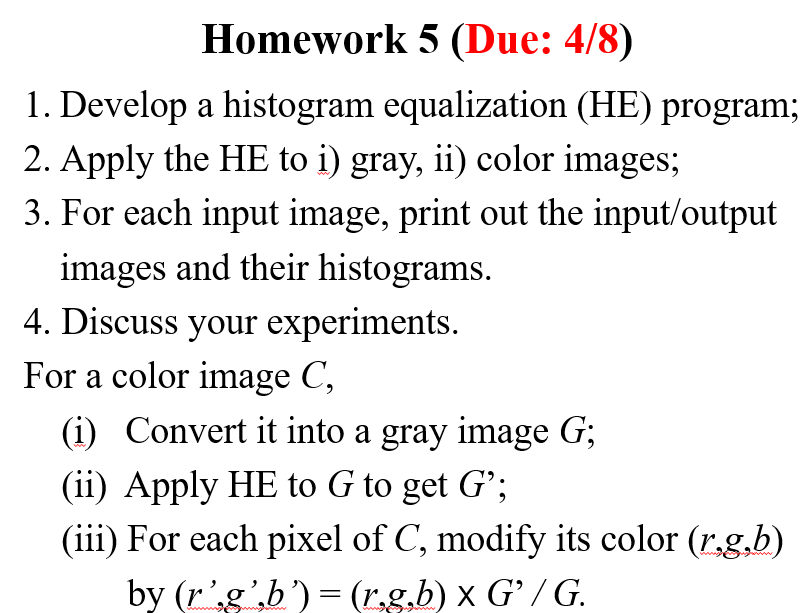 Homework 5 (Due: 4/8)
1. Develop a histogram equalization (HE) program;
2. Apply the HE to i) gray, ii) color images;
3. For each input image, print out the input/output
images and their histograms.
4. Discuss your experiments.
For a color image C,
(i) Convert it into a gray image G;
(ii) Apply HE to G to get G’;
(iii) For each pixel of C, modify its color (r,g,b)
by (r’,g’,b’) = (r,g,b) x G’ / G.